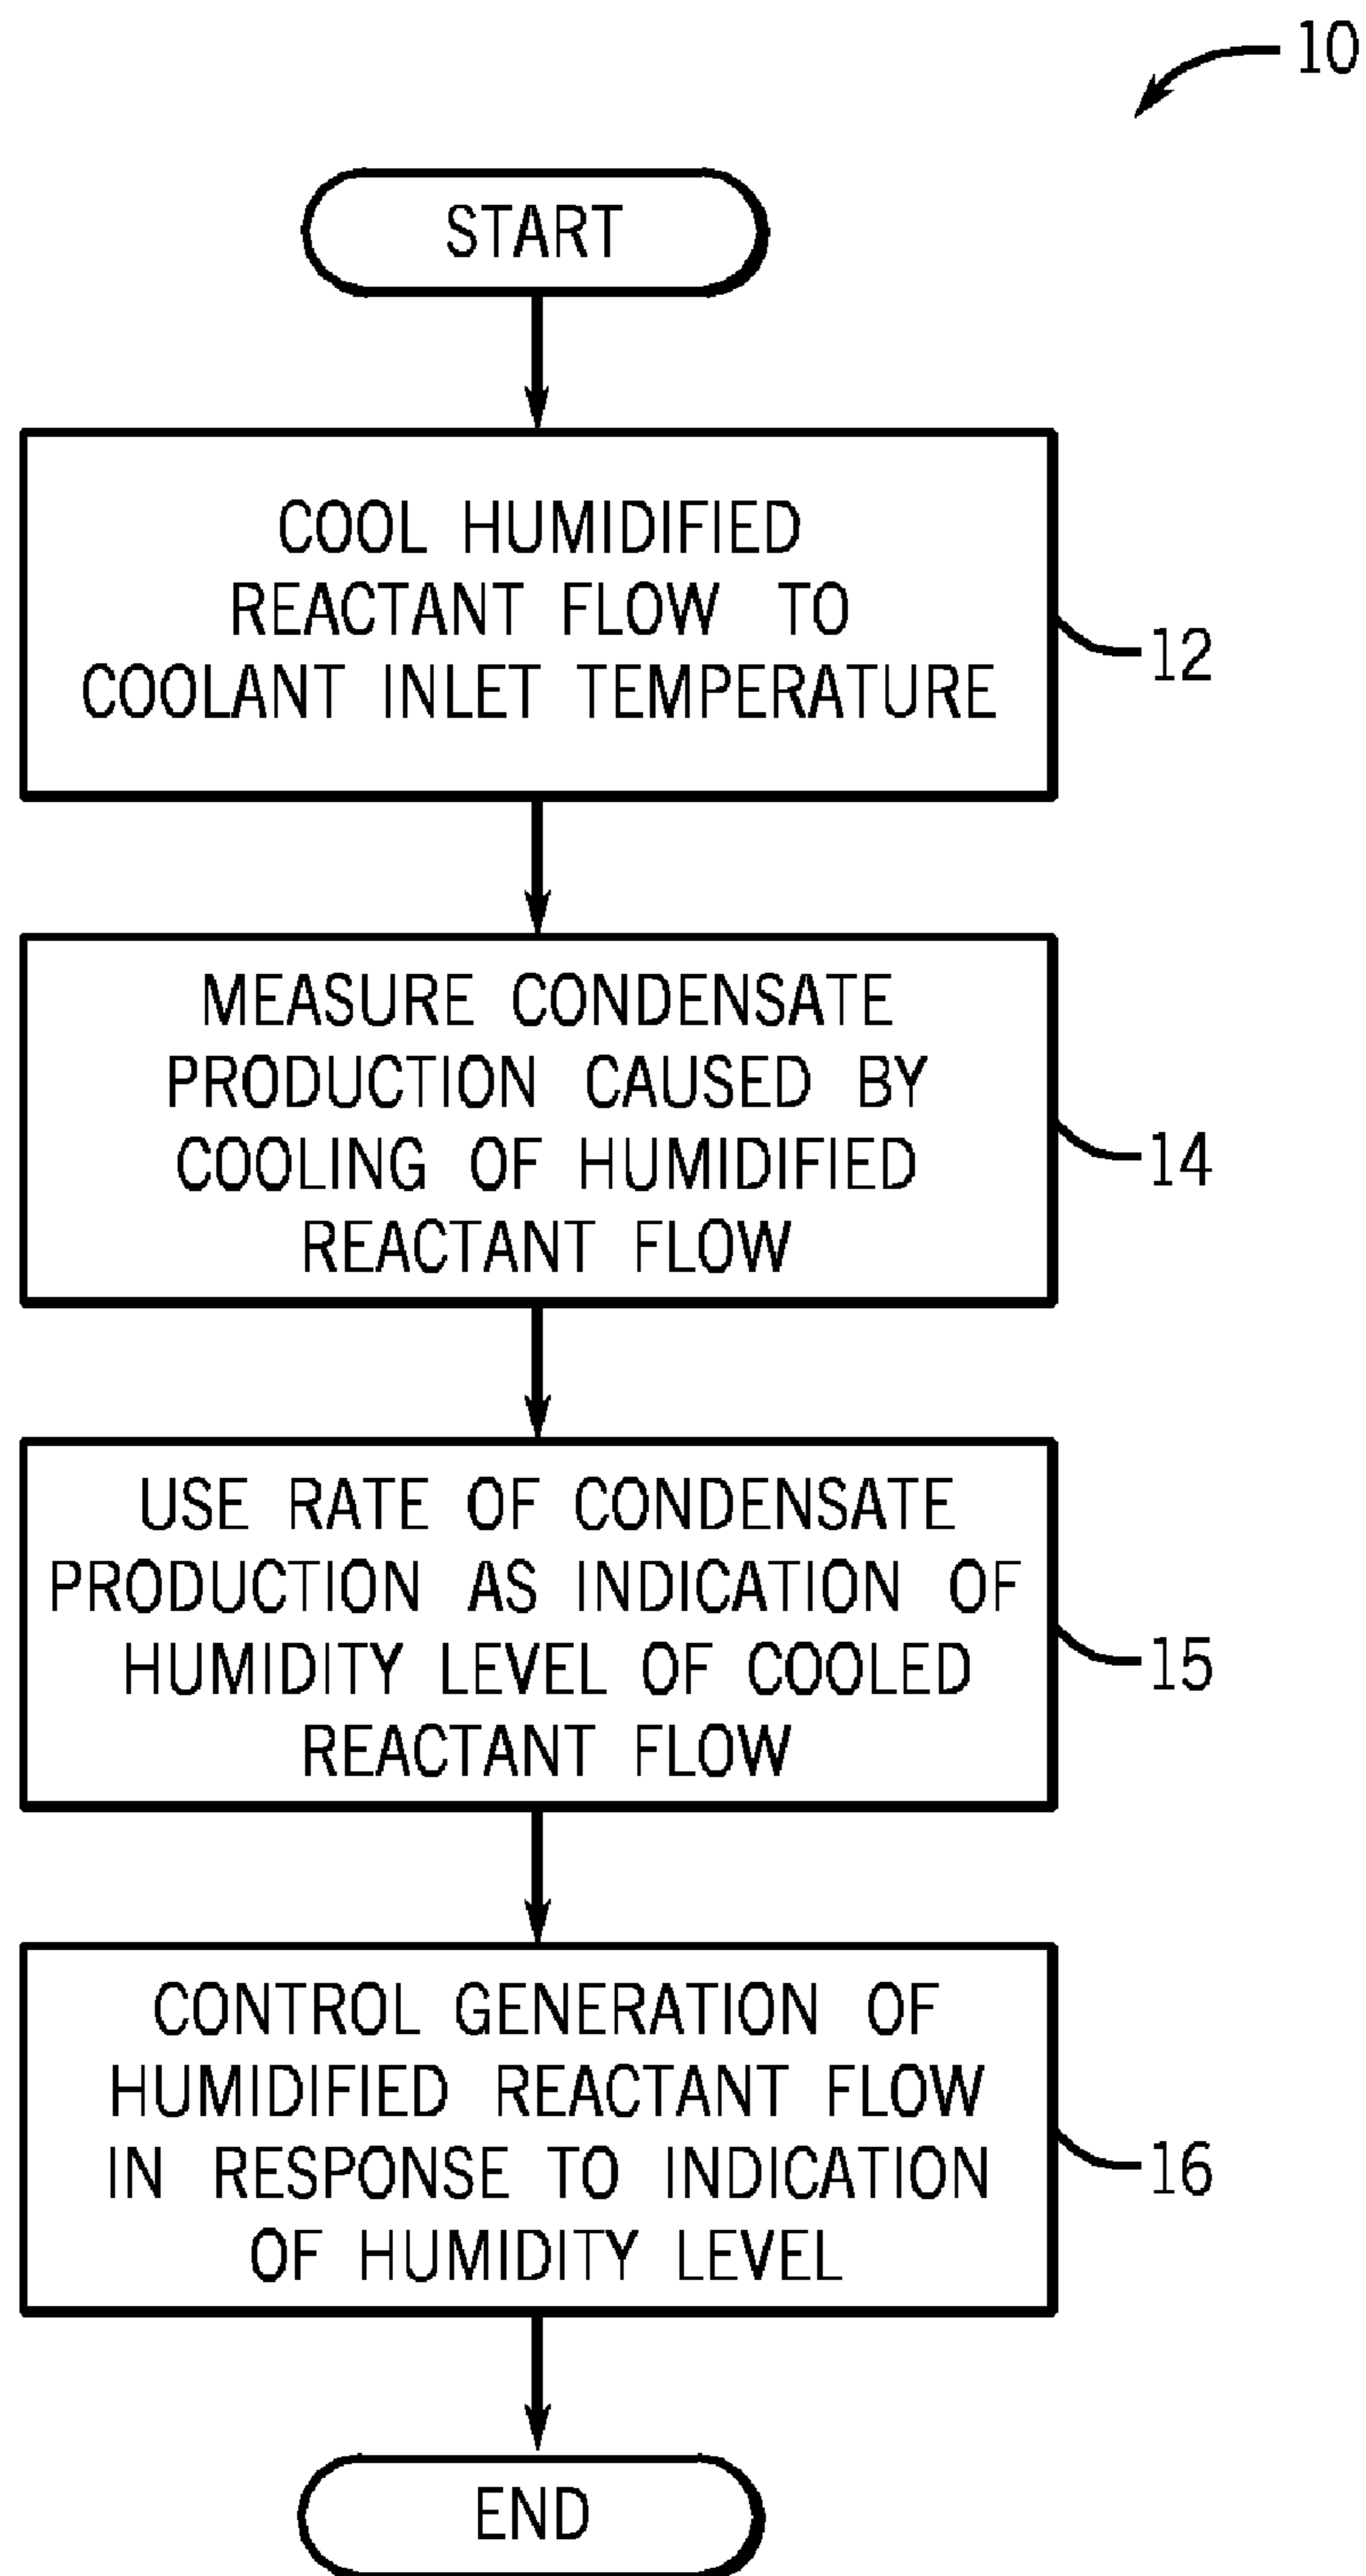 10
START
COOL HUMIDIFIED
REACTANT FLOW TO
COOLANT INLET TEMPERATURE
12
MEASURE CONDENSATE
PRODUCTION CAUSED BY
COOLING OF HUMIDIFIED
REACTANT FLOW
14
USE RATE OF CONDENSATE
PRODUCTION AS INDICATION OF
HUMIDITY LEVEL OF COOLED
REACTANT FLOW
15
CONTROL GENERATION OF
HUMIDIFIED REACTANT FLOW
IN RESPONSE TO INDICATION
OF HUMIDITY LEVEL
16
END